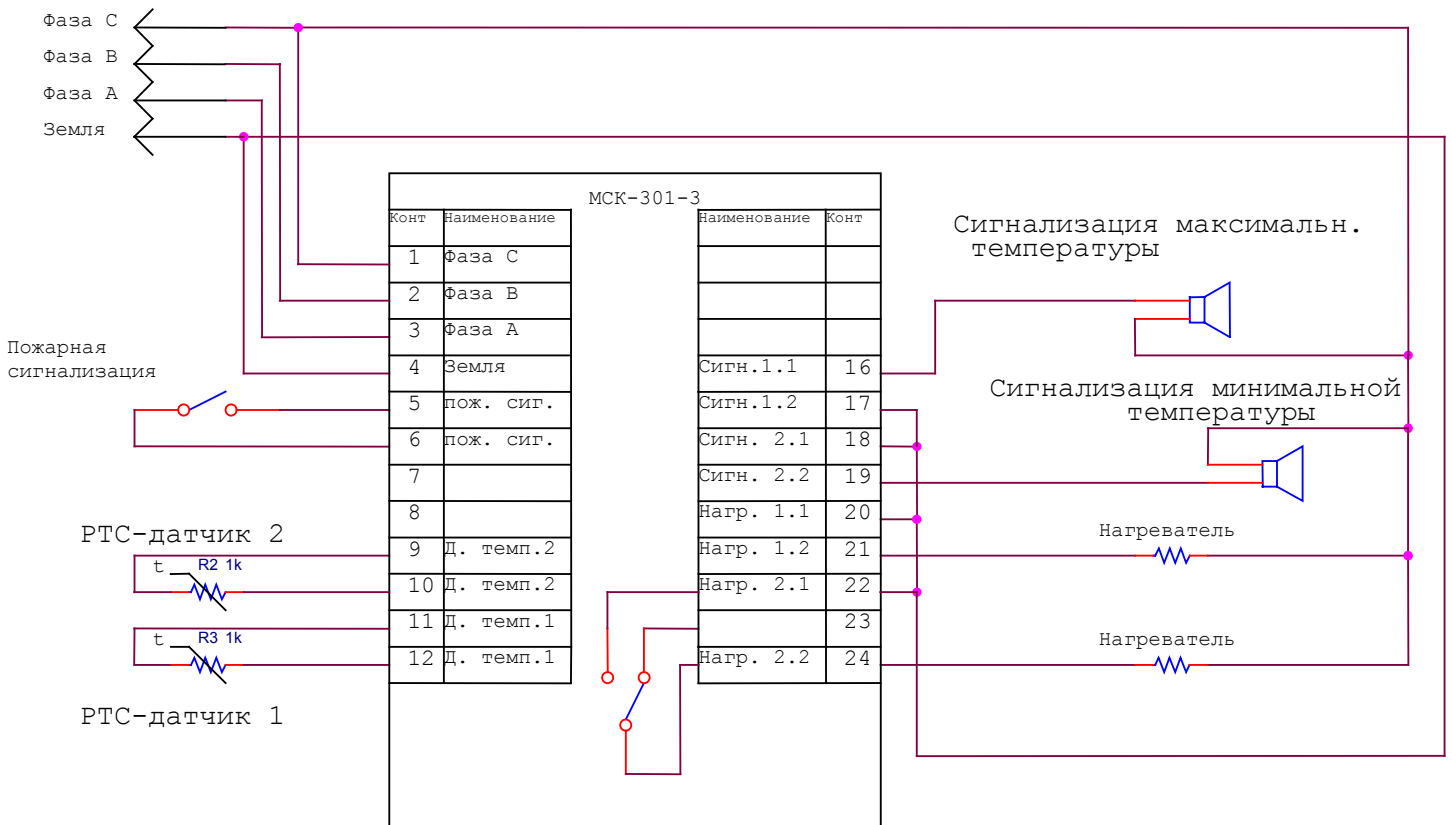 Фаза С
Фаза В
Фаза А
Земля
МСК-301-3
Конт Наименование
Наименование Конт
1 Фаза С
2 Фаза В
3 Фаза А
4 Земля
5 пож. сиг.
6 пож. сиг.
7
8
9 Д. темп.2
10 Д. темп.2
11 Д. темп.1
12 Д. темп.1
Сигн.1.1 16
Сигн.1.2 17
Сигн. 2.1 18
Сигн. 2.2 19
Нагр. 1.1 20
Нагр. 1.2 21
Нагр. 2.1 22
23
Нагр. 2.2 24
Пожарная
сигнализация
РТС-датчик 2
t R2 1k
t R3 1k
РТС-датчик 1
Сигнализация максимальн.
температуры
Сигнализация минимальной
температуры
Нагреватель
Нагреватель